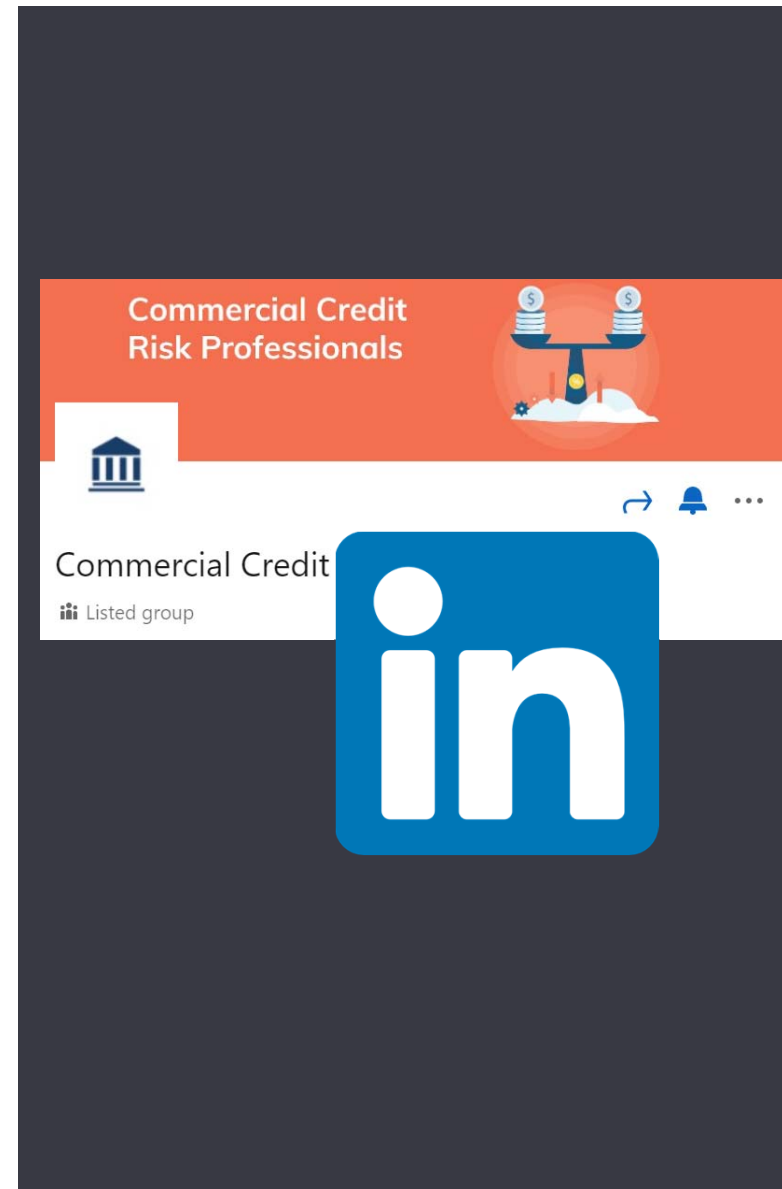 Commercial Credit
Risk Professionals
$ $
%
Commercial Credit
Listed group
in